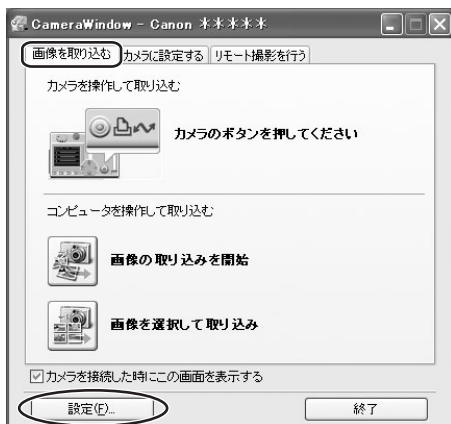 CameraWindow - Canon *****
画像を取り込む カメラに設定する リモート撮影を行う
カメラを操作して取り込む
カメラのボタンを押してください
コンピュータを操作して取り込む
画像の取り込みを開始
画像を選択して取り込み
カメラを接続した時にこの画面を表示する
設定(F)... 終了